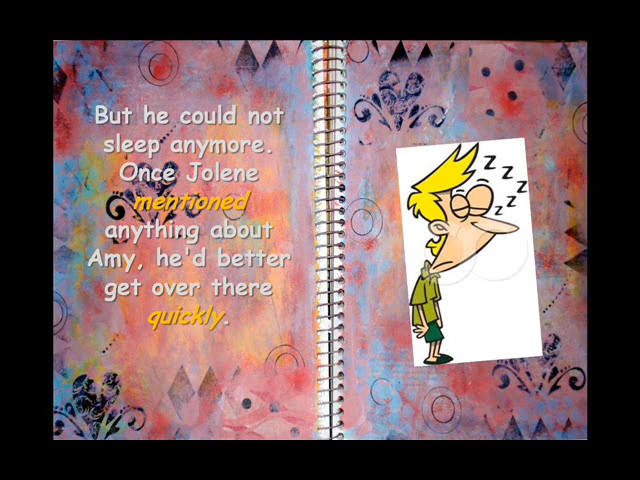 But he could not
sleep anymore.
Once Jolene
mentioned
anything about
Amy, he'd better
get over there
quickly.
z
z
z
z
z
z
z